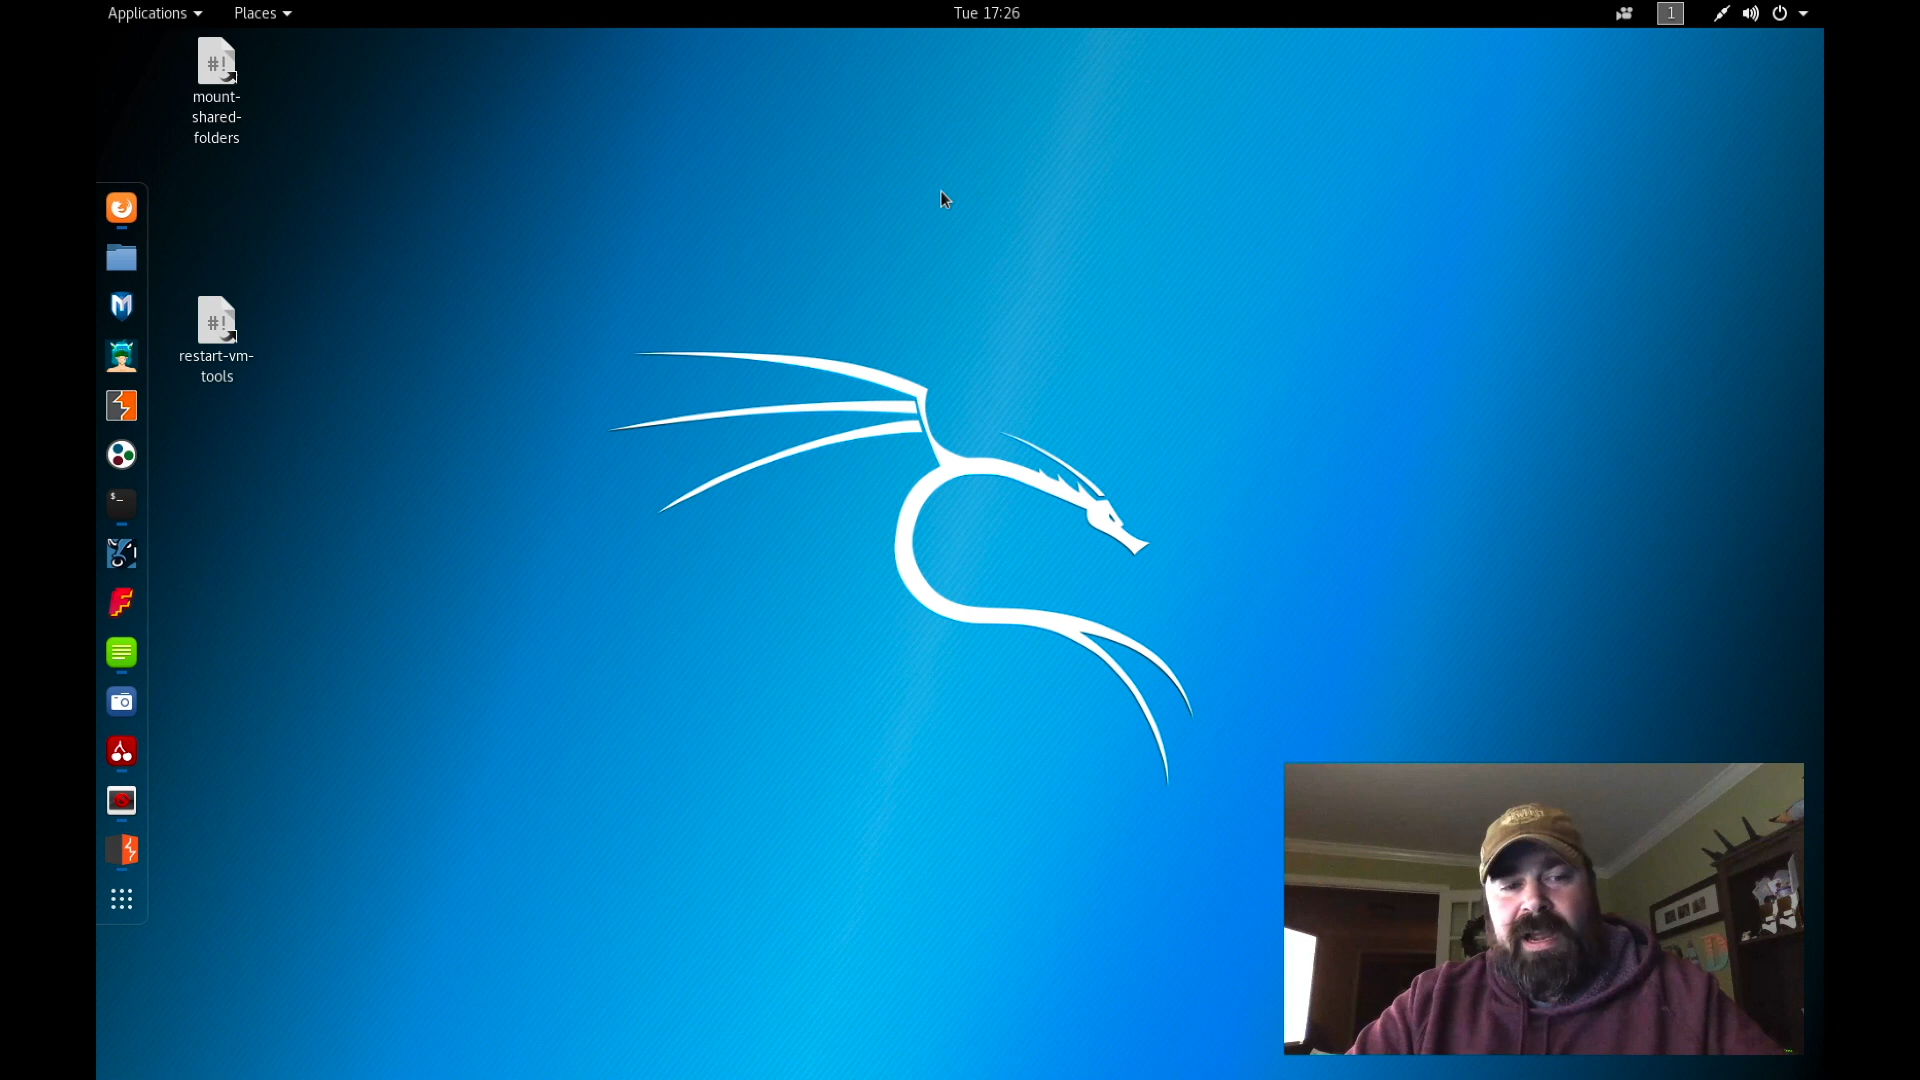 Applications
Places
Tue 17:26
1
#!
mount-
shared-
folders
#!
restart-vm-
tools
$_